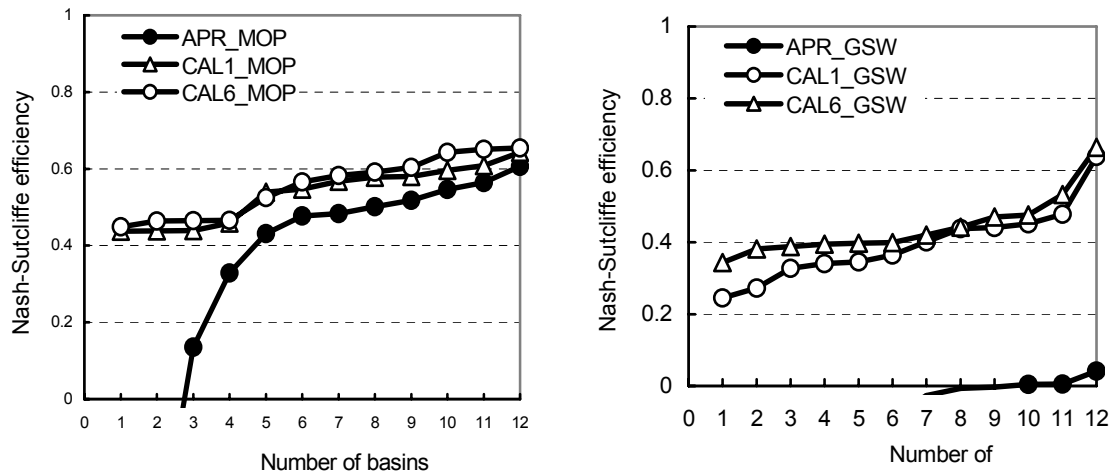 Nash-Sutcliffe efficiency
1
0.8
0.6
0.4
0.2
0
APR_MOP
CAL1_MOP
CAL6_MOP
0 1 2 3 4 5 6 7 8 9 10 11 12
Number of basins
Nash-Sutcliffe efficiency
1
0.8
0.6
0.4
0.2
0
APR_GSW
CAL1_GSW
CAL6_GSW
0 1 2 3 4 5 6 7 8 9 10 11 12
Number of